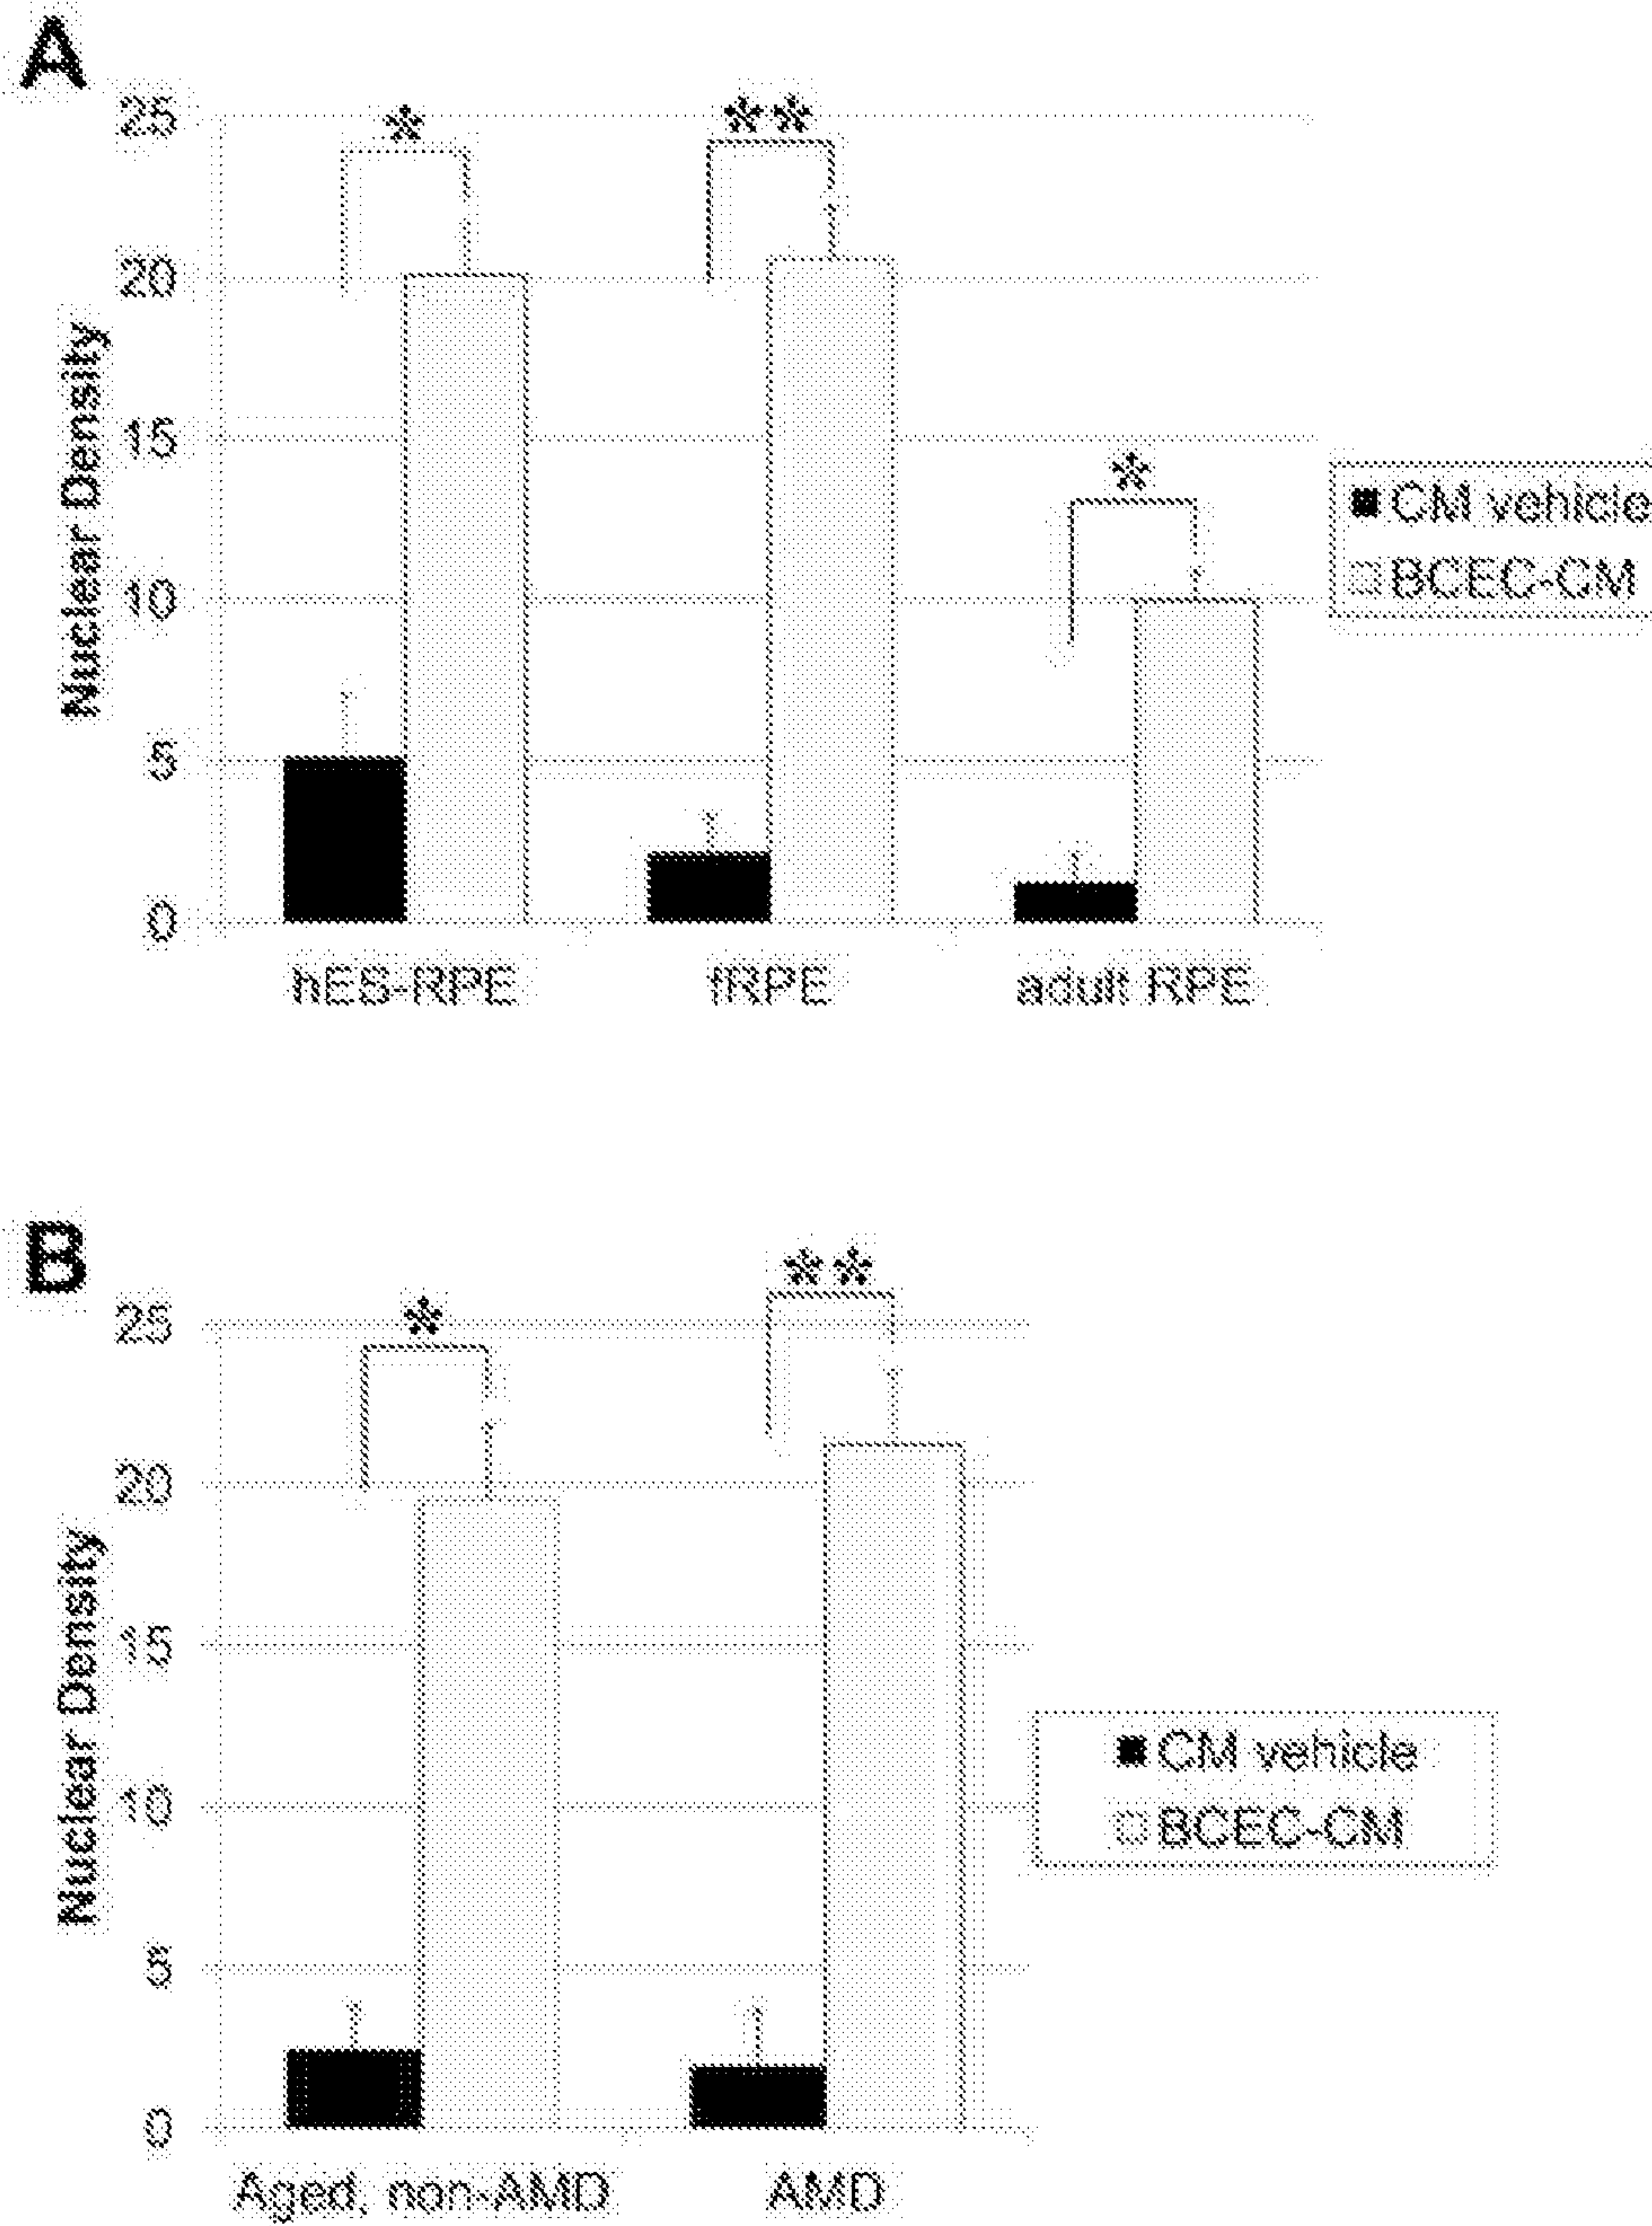 A
25
*
**
20
15
*
10
5
0
Nuclear Density
CM vehicle
BCEC-CM
hES-RPE fRPE adult RPE
B
**
25
*
20
15
10
5
0
Nuclear Density
CM vehicle
BCEC-CM
Aged, non-AMD AMD